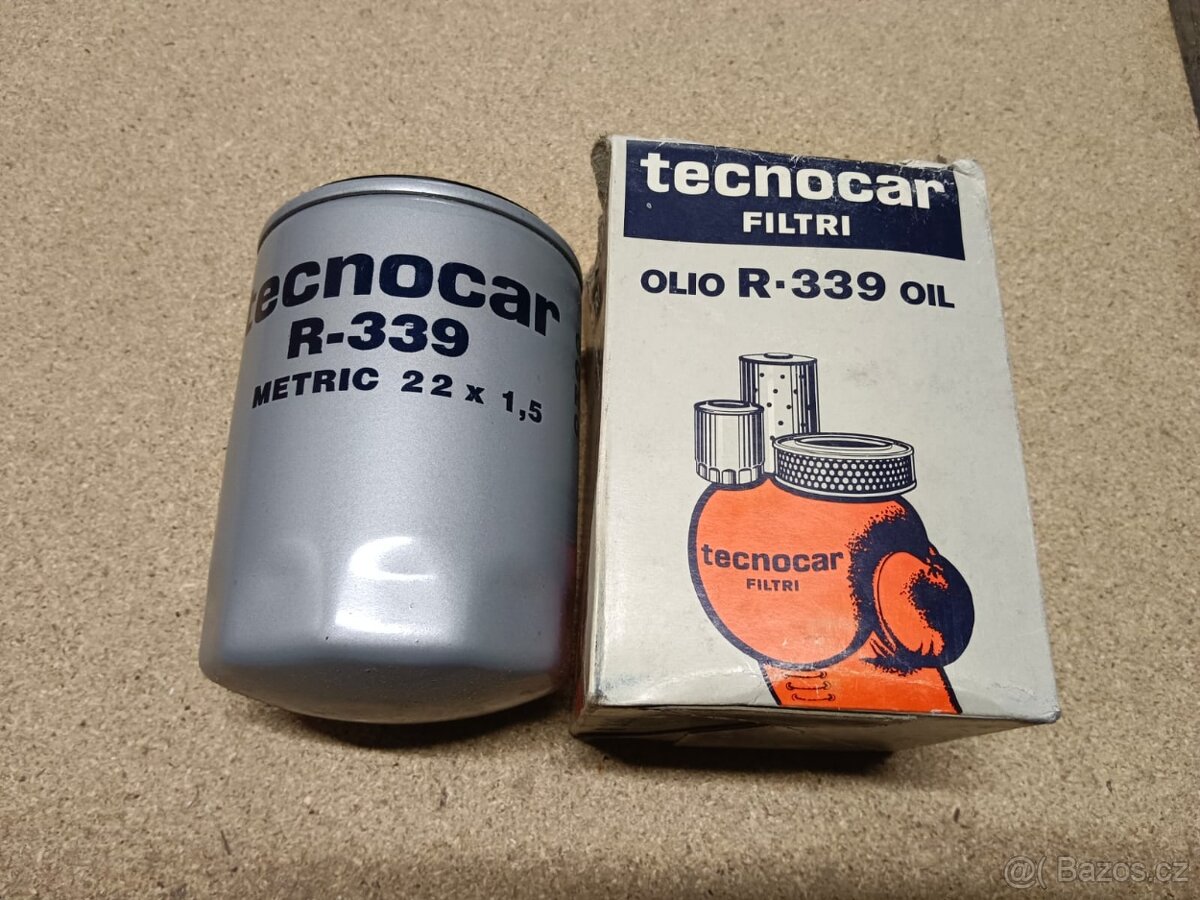 tecnocar
R-339
METRIC 22 x 1,5
tecnocar
FILTRI
OLIO R·339 OIL
tecnocar
FILTRI
@( Bazos.cz